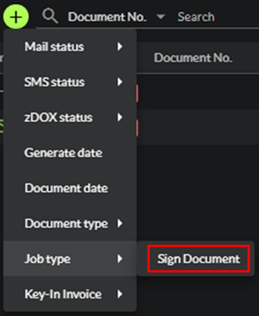 Document No. Search
Mail status
Document No.
SMS status
zDOX status
Generate date
Document date
Document type
Job type
Sign Document
Key-In Invoice